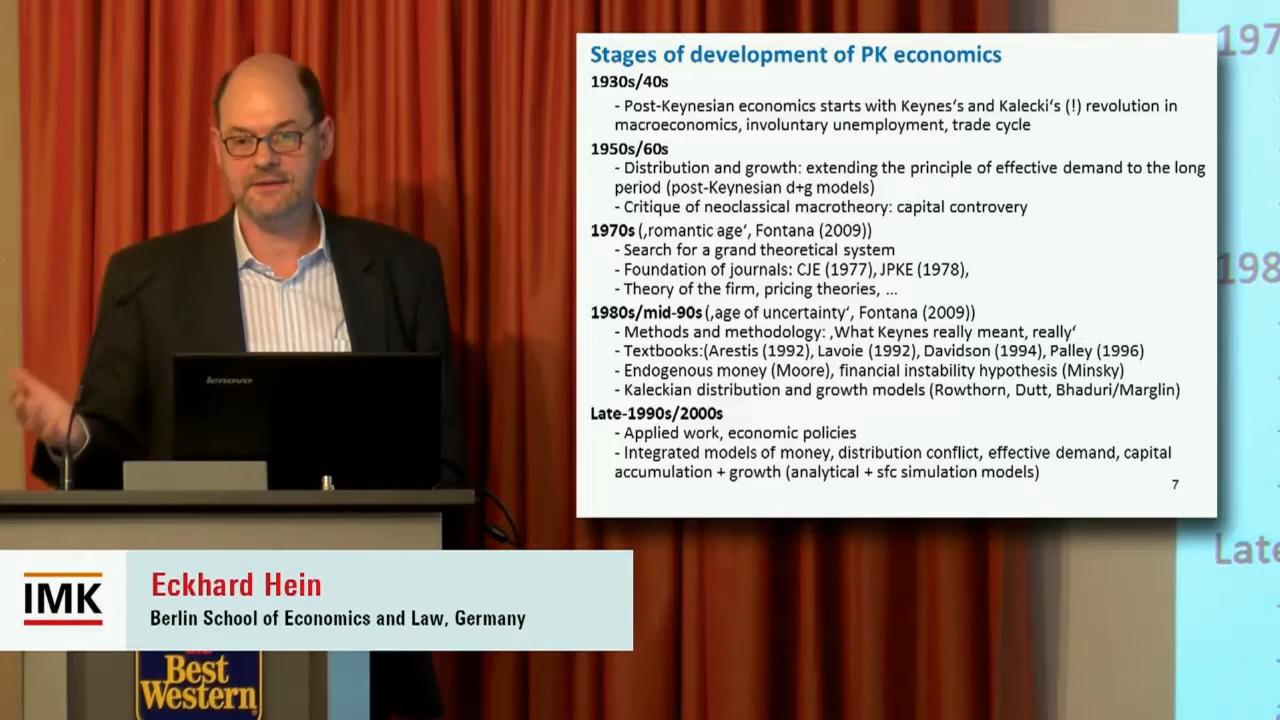 Stages of development of PK economics
1930s/40s
- Post-Keynesian economics starts with Keynes‘s and Kalecki‘s (!) revolution in
macroeconomics, involuntary unemployment, trade cycle
1950s/60s
- Distribution and growth: extending the principle of effective demand to the long
period (post-Keynesian d+g models)
- Critique of neoclassical macrotheory: capital controvery
1970s (‚romantic age‘, Fontana (2009))
- Search for a grand theoretical system
- Foundation of journals: CJE (1977), JPKE (1978),
- Theory of the firm, pricing theories, ...
1980s/mid-90s (‚age of uncertainty‘, Fontana (2009))
- Methods and methodology: ‚What Keynes really meant, really‘
- Textbooks:(Arestis (1992), Lavoie (1992), Davidson (1994), Palley (1996)
- Endogenous money (Moore), financial instability hypothesis (Minsky)
- Kaleckian distribution and growth models (Rowthorn, Dutt, Bhaduri/Marglin)
Late-1990s/2000s
- Applied work, economic policies
- Integrated models of money, distribution conflict, effective demand, capital
accumulation + growth (analytical + sfc simulation models)
7
197
198
Late
lenovo
IMK
Eckhard Hein
Berlin School of Economics and Law, Germany
Best
Western